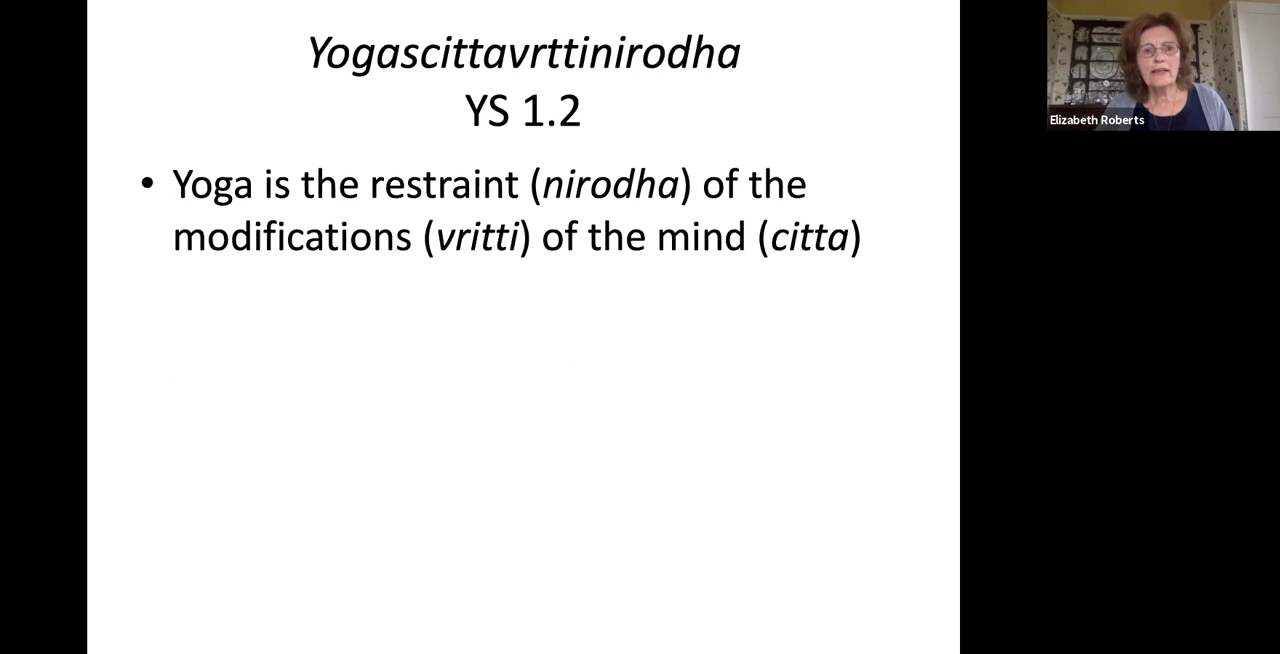 Yogascittavrttinirodha
YS 1.2
• Yoga is the restraint (nirodha) of the
modifications (vritti) of the mind (citta)
Elizabeth Roberts